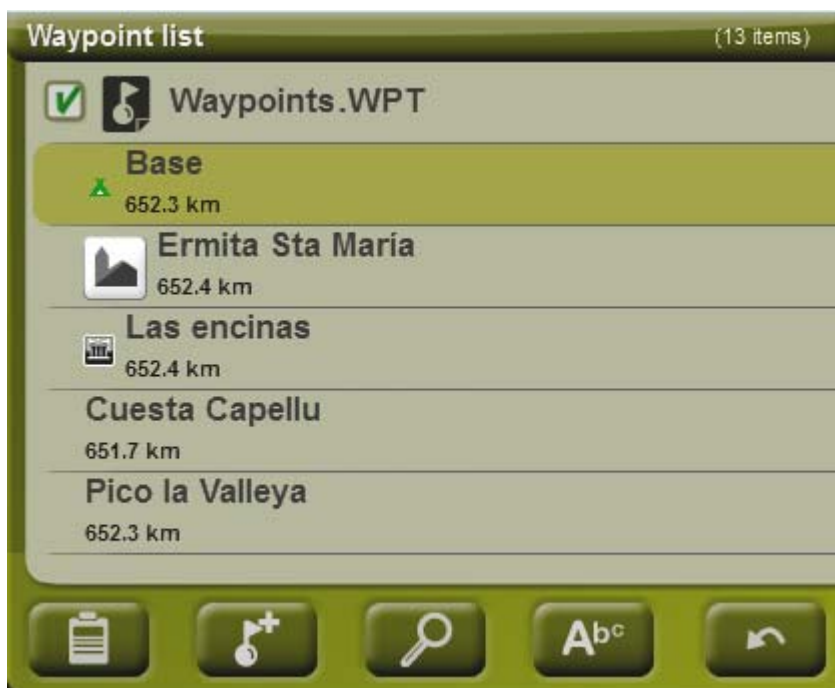 Waypoint list
(13 items)
Waypoints.WPT
Base
652.3 km
Ermita Sta María
652.4 km
Las encinas
652.4 km
Cuesta Capellu
651.7 km
Pico la Valleya
652.3 km
Abc